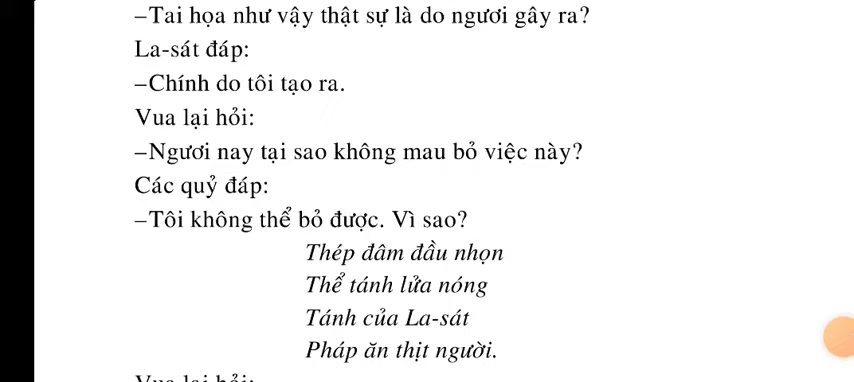 –Tai họa như vậy thật sự là do ngươi gây ra?
La-sát đáp:
–Chính do tôi tạo ra.
Vua lại hỏi:
–Ngươi nay tại sao không mau bỏ việc này?
Các quỷ đáp:
–Tôi không thể bỏ được. Vì sao?
Thép đâm đầu nhọn
Thể tánh lửa nóng
Tánh của La-sát
Pháp ăn thịt người.
Vua lại hỏi: